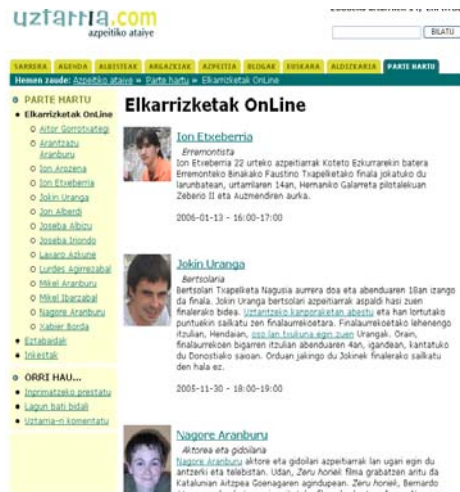 uztarria.com
azpeitiko ataiye
BILATU
SARRERA AGENDA ALBISTEAK ARGAZKIAK AZPEITIA BLOGAK EUSKARA ALDIZKARIA PARTE HARTU
Hemen zaude: Azpeitiko ataiye » Parte hartu » Elkarrizketak OnLine
PARTE HARTU
Elkarrizketak OnLine
Aitor Gorrotxategi
Arantzazu
Aranburu
Ion Arozena
Ion Etxeberria
Jokin Uranga
Jon Alberdi
Joseba Albizu
Joseba Iriondo
Laxaro Azkune
Lurdes Agirrezabal
Mikel Aranburu
Mikel Ibarzabal
Nagore Aranburu
Xabier Borda
Eztabaidak
Inkestak
ORRI HAU...
Inprimatzeko prestatu
Lagun bati bidali
Uztarria-n komentatu
Elkarrizketak OnLine
Ion Etxeberria
Erremontista
Ion Etxeberria 22 urteko azpeitiarrak Koteto Ezkurrarekin batera
Erremonteko Binakako Faustino Txapelketako finala jokatuko du
larunbatean, urtarrilaren 14an, Hernaniko Galarreta pilotalekuan
Zeberio II eta Auzmendiren aurka.
2006-01-13 - 16:00-17:00
Jokin Uranga
Bertsolaria
Bertsolari Txapelketa Nagusia aurrera doa eta abenduaren 18an izango
da finala. Jokin Uranga bertsolari azpeitiarrak aspaldi hasi zuen
finalerako bidea. Uztaritzeko kanporaketan abestu eta han lortutako
puntuekin sailkatu zen finalaurrekoetara. Finalaurrekoetako lehenengo
itzulian, Hendaian, oso lan txukuna egin zuen Urangak. Orain,
finalaurrekoen bigarren itzulian abenduaren 4an, igandean, kantatuko
du Donostiako saioan. Orduan jakingo du Jokinek finalerako sailkatu
den hala ez.
2005-11-30 - 18:00-19:00
Nagore Aranburu
Aktorea eta gidoilaria
Nagore Aranburu aktore eta gidoilari azpeitiarrak lan ugari egin du
antzerki eta telebistan. Udan, Zeru horiek filma grabatzen aritu da
Katalunian Aitzpea Goenagaren agindupean. Zeru horiek, Bernardo